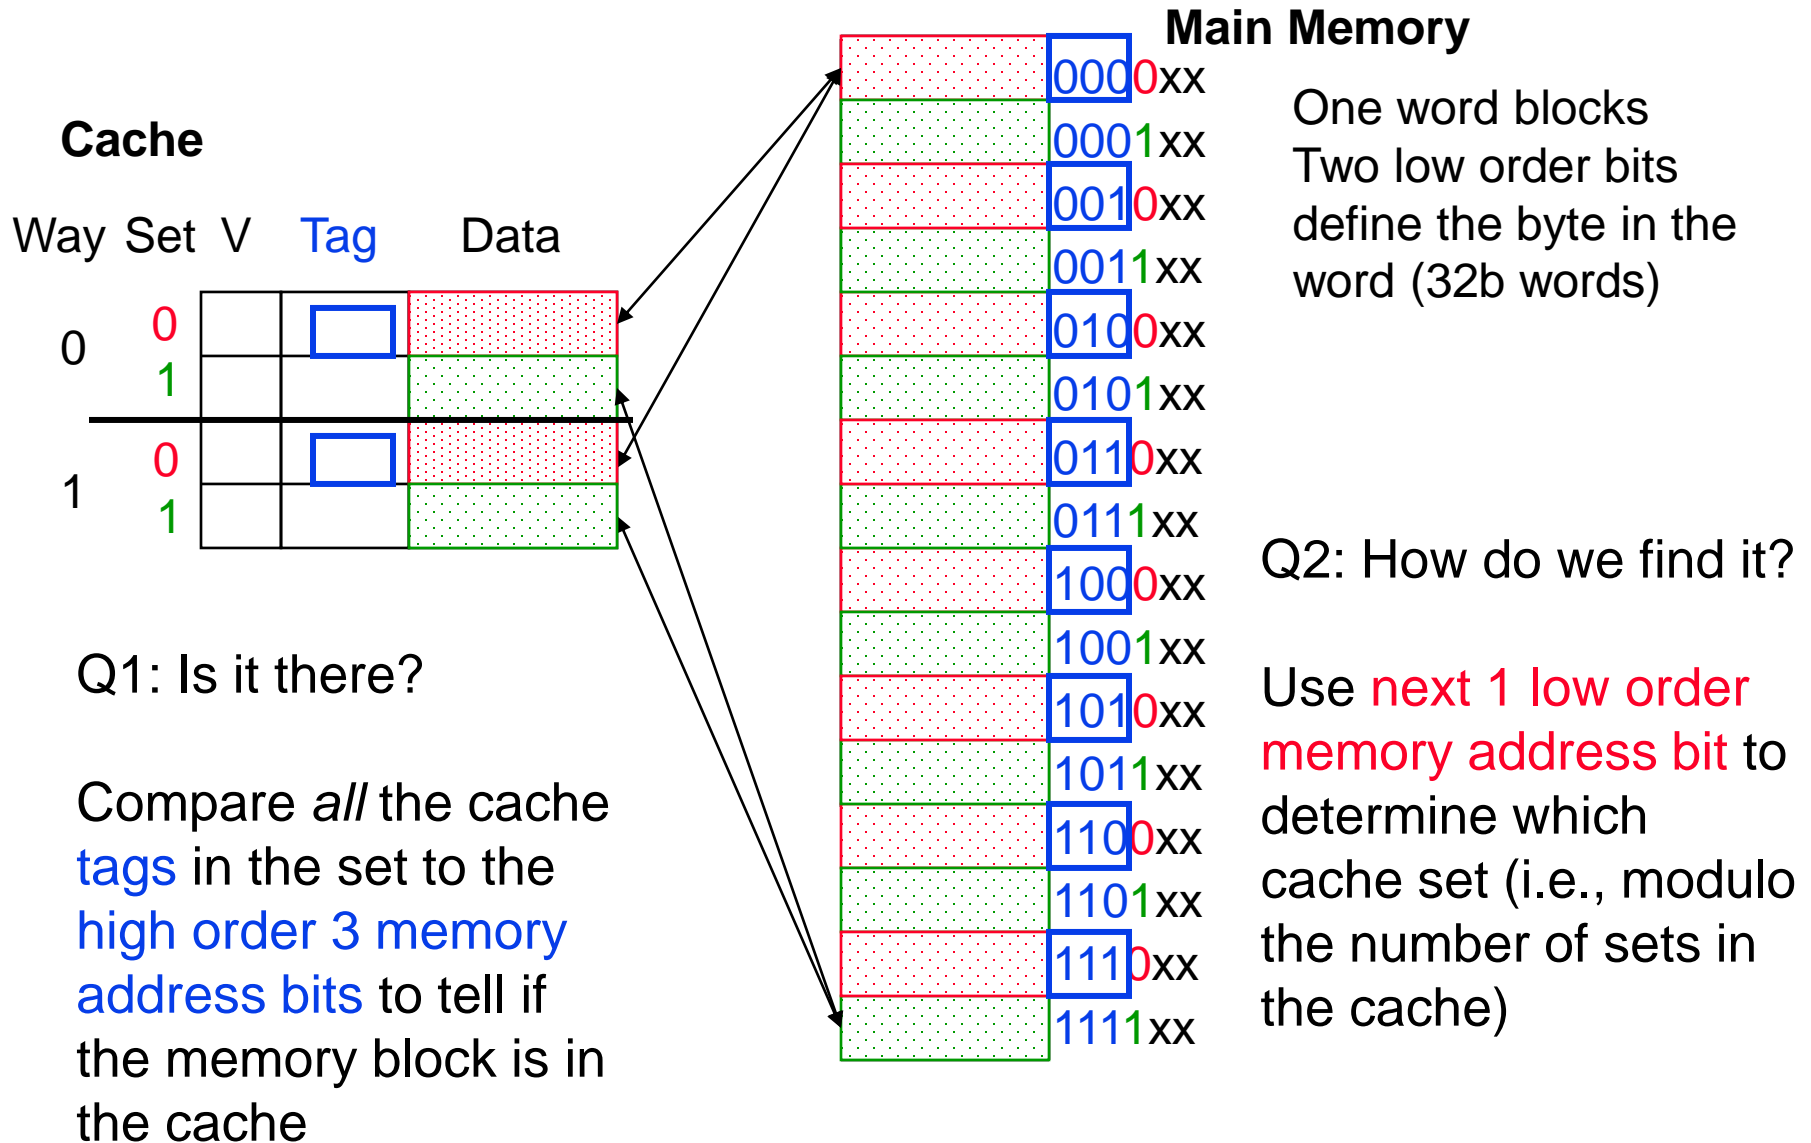 Main Memory
Cache
Way Set V Tag Data
0
0
1
1
0
1
0000xx
0001xx
0010xx
0011xx
0100xx
0101xx
0110xx
0111xx
1000xx
1001xx
1010xx
1011xx
1100xx
1101xx
1110xx
1111xx
One word blocks
Two low order bits
define the byte in the
word (32b words)
Q1: Is it there?
Compare all the cache
tags in the set to the
high order 3 memory
address bits to tell if
the memory block is in
the cache
Q2: How do we find it?
Use next 1 low order
memory address bit to
determine which
cache set (i.e., modulo
the number of sets in
the cache)